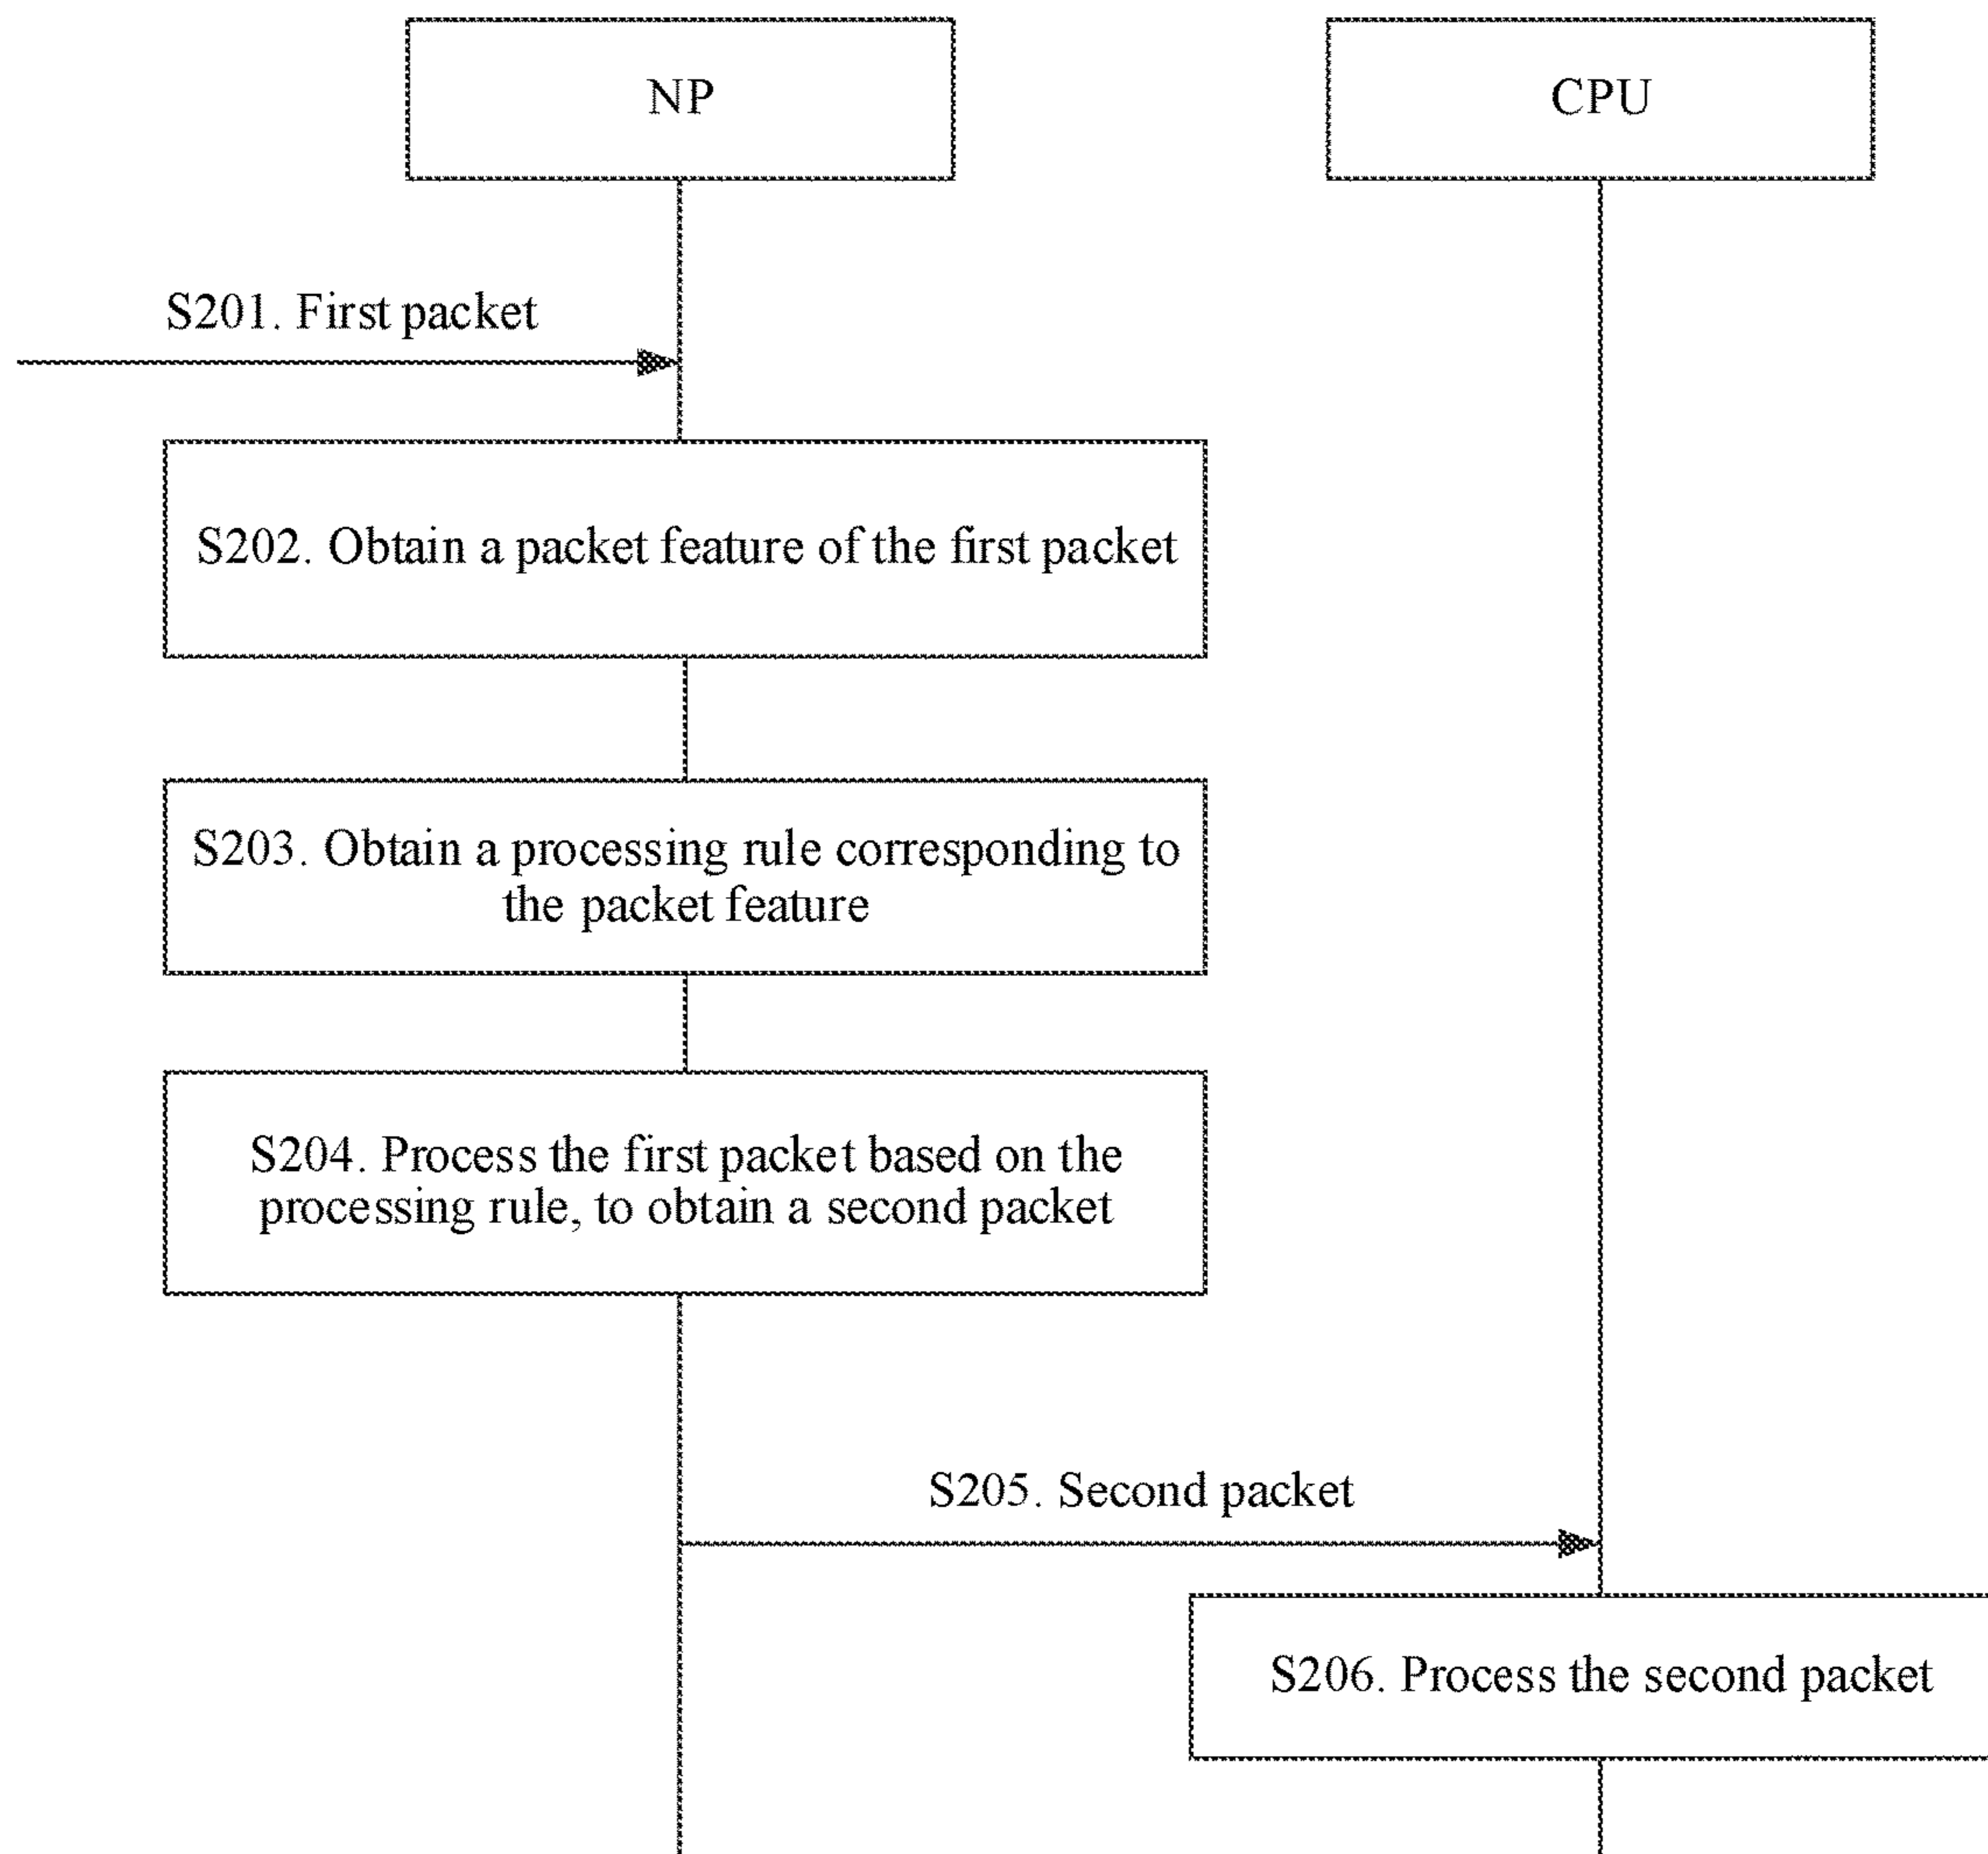 NP
CPU
S201. First packet
S202. Obtain a packet feature of the first packet
S203. Obtain a processing rule corresponding to
the packet feature
S204. Process the first packet based on the
processing rule, to obtain a second packet
S205. Second packet
S206. Process the second packet